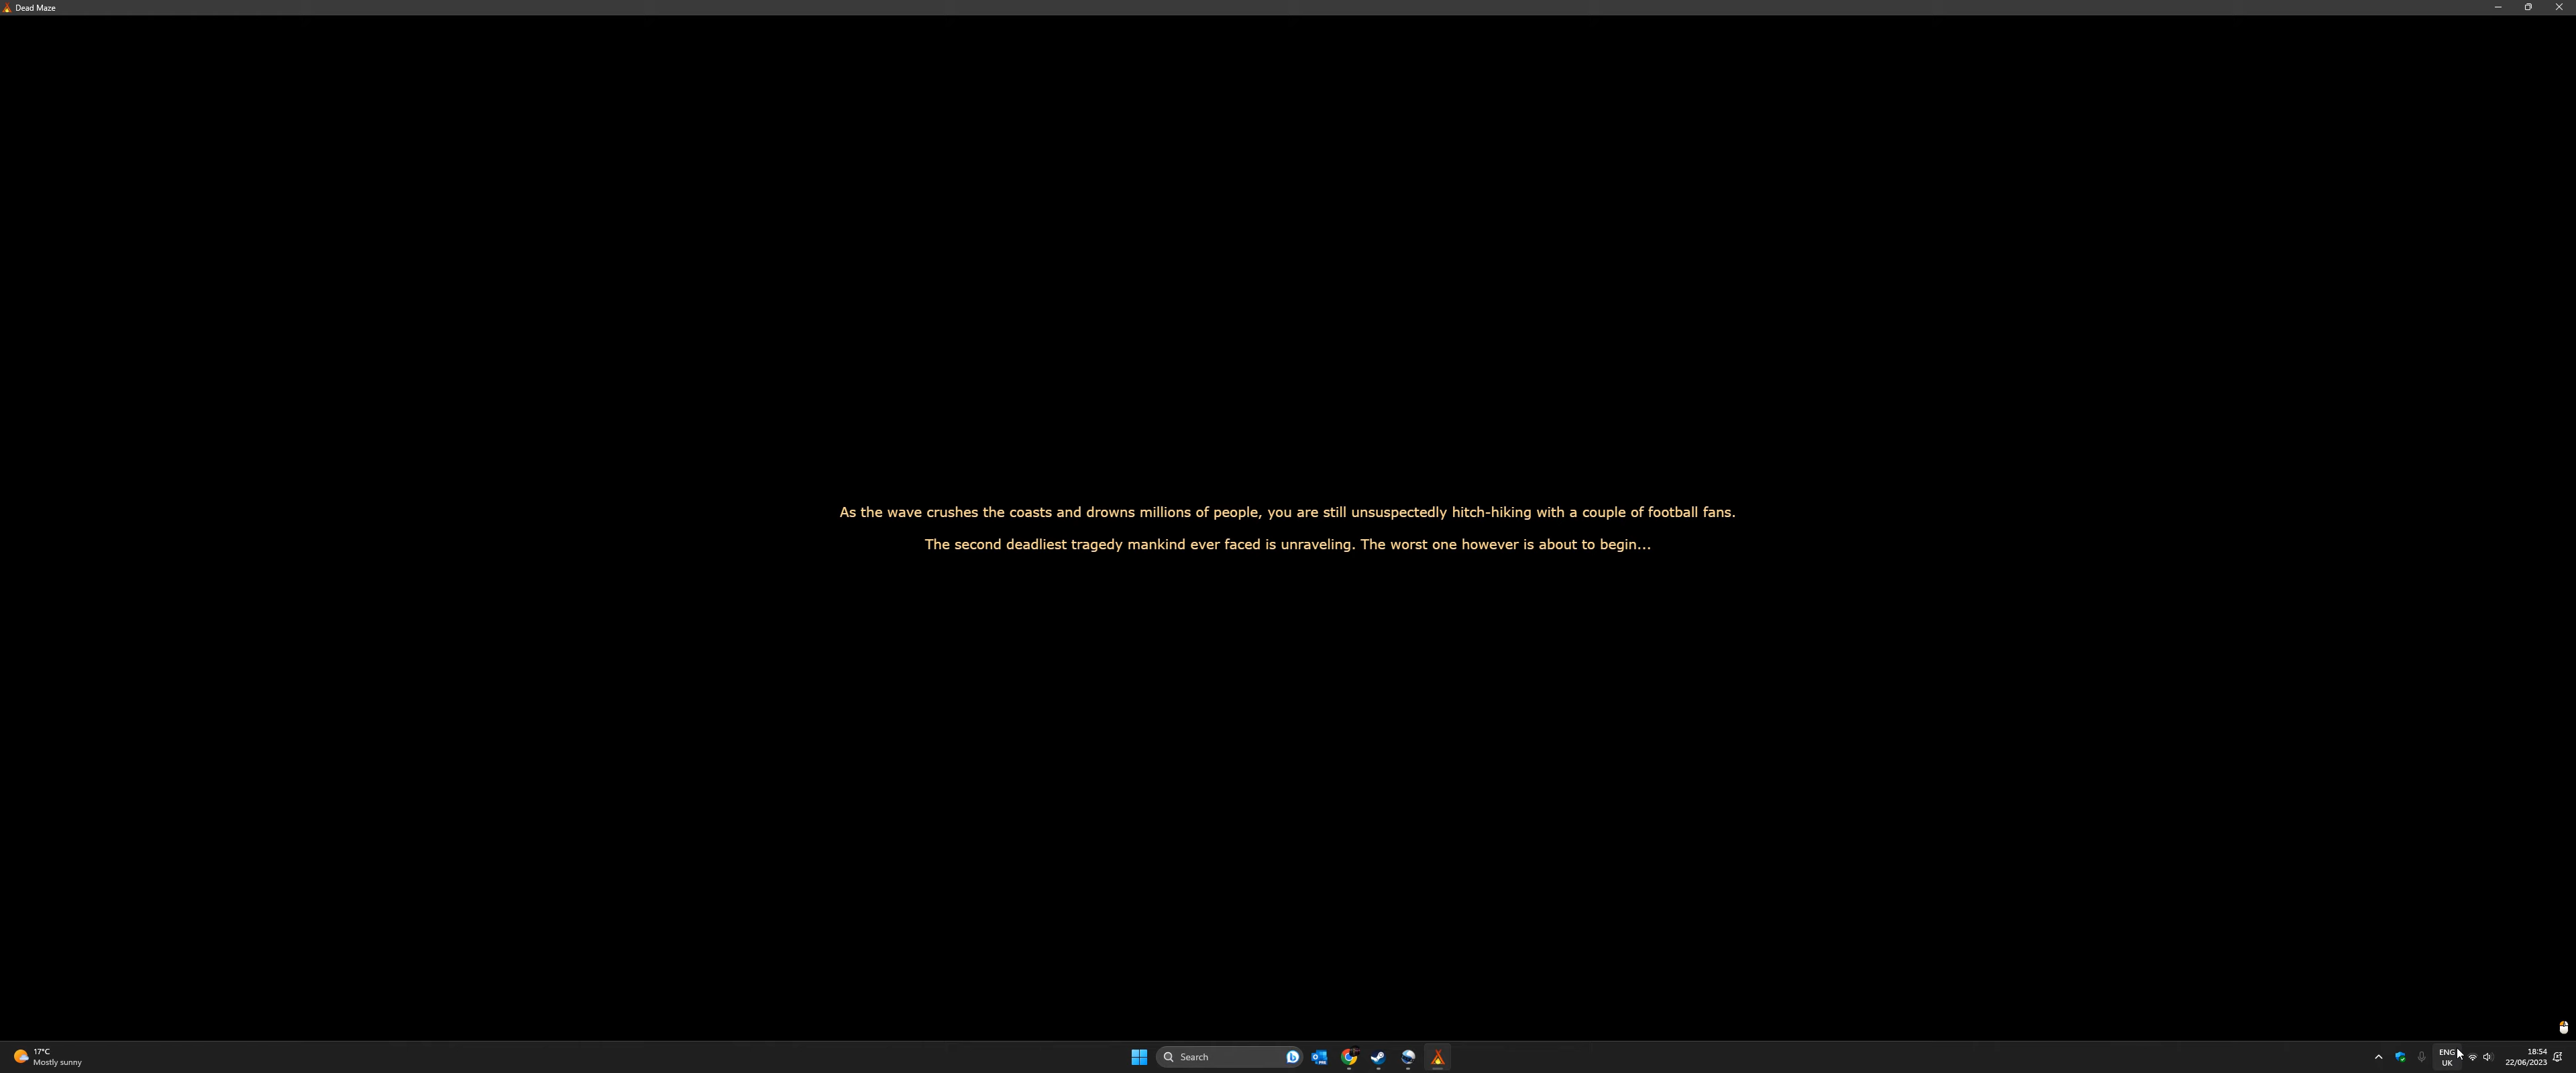 Dead Maze
As the wave crushes the coasts and drowns millions of people, you are still unsuspectedly hitch-hiking with a couple of football fans.
The second deadliest tragedy mankind ever faced is unraveling. The worst one however is about to begin...
17°C
Mostly sunny
Search
ENG
UK
18:54
22/06/2023